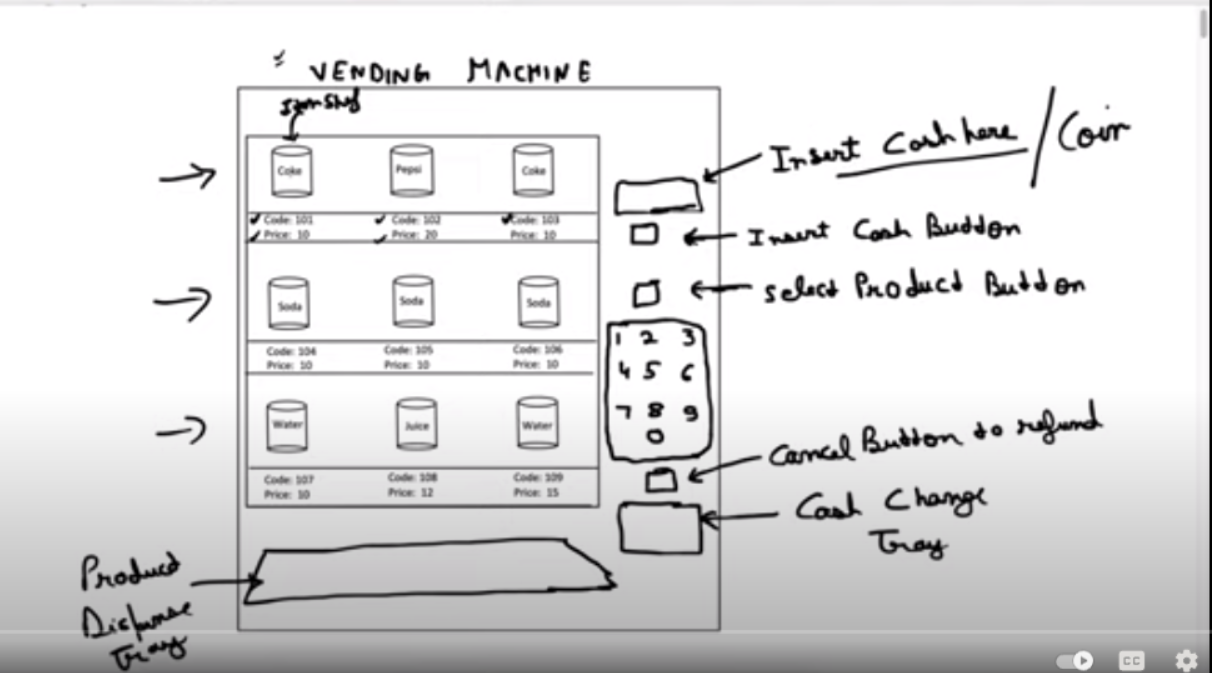 VENDING MACHINE
Coke Pepsi Coke
Code: 101 Code: 102 Code: 103
Price: 10 Price: 20 Price: 10
Soda Soda Soda
Code: 104 Code: 105 Code: 106
Price: 10 Price: 10 Price: 10
Water Juice Water
Code: 107 Code: 108 Code: 109
Price: 10 Price: 12 Price: 15
Insert Cash here / Coin
Insert Cash Button
Select Product Button
1 2 3
4 5 6
7 8 9
0
Cancel Button to refund
Cash Change
Tray
Product
Dispense
Tray
CC